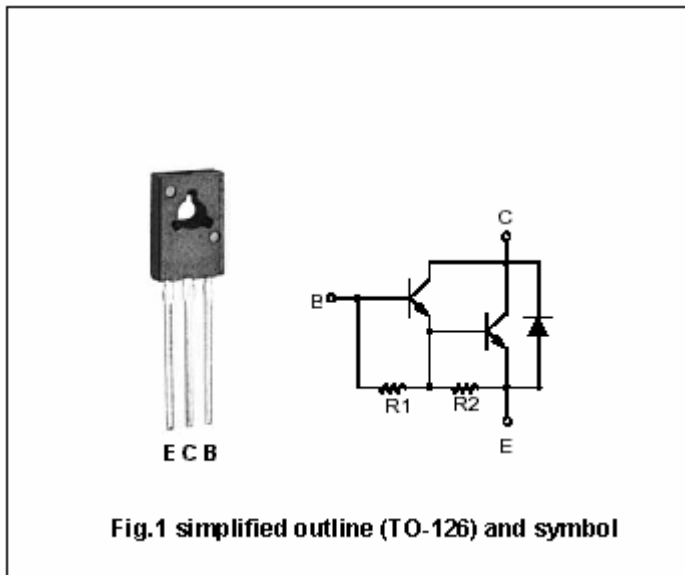 C
B
R1 R2
E
E C B
Fig.1 simplified outline (TO-126) and symbol